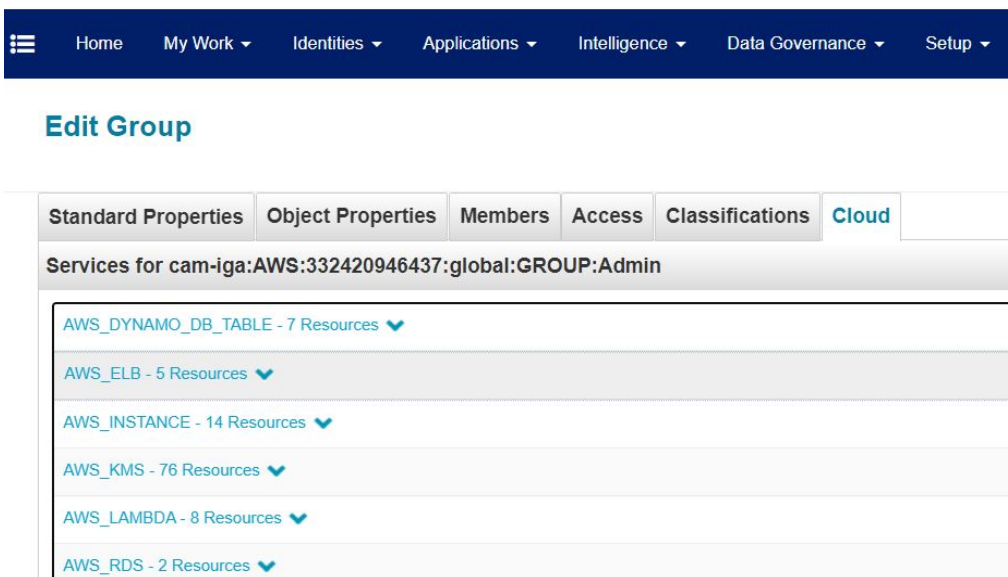 Home My Work Identities Applications Intelligence Data Governance Setup
Edit Group
Standard Properties Object Properties Members Access Classifications Cloud
Services for cam-iga:AWS:332420946437:global:GROUP:Admin
AWS_DYNAMO_DB_TABLE - 7 Resources
AWS_ELB - 5 Resources
AWS_INSTANCE - 14 Resources
AWS_KMS - 76 Resources
AWS_LAMBDA - 8 Resources
AWS_RDS - 2 Resources